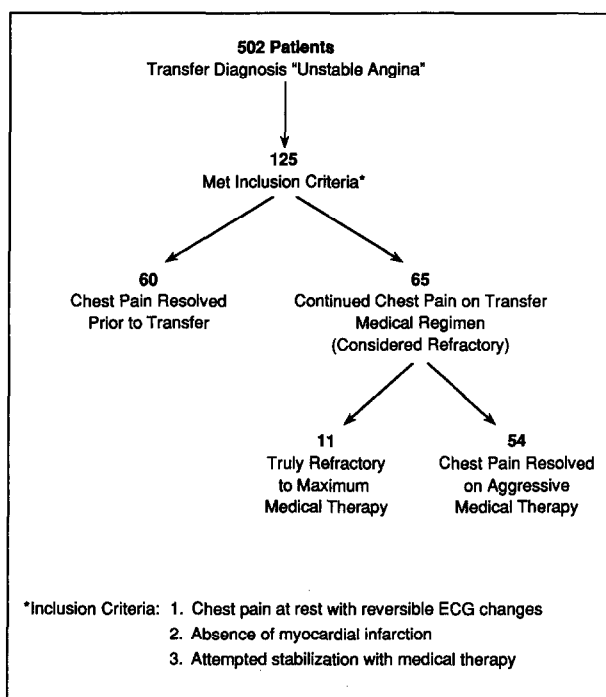 502 Patients
Transfer Diagnosis "Unstable Angina"
125
Met Inclusion Criteria*
60
Chest Pain Resolved
Prior to Transfer
65
Continued Chest Pain on Transfer
Medical Regimen
(Considered Refractory)
11
Truly Refractory
to Maximum
Medical Therapy
54
Chest Pain Resolved
on Aggressive
Medical Therapy
*Inclusion Criteria: 1. Chest pain at rest with reversible ECG changes
2. Absence of myocardial infarction
3. Attempted stabilization with medical therapy